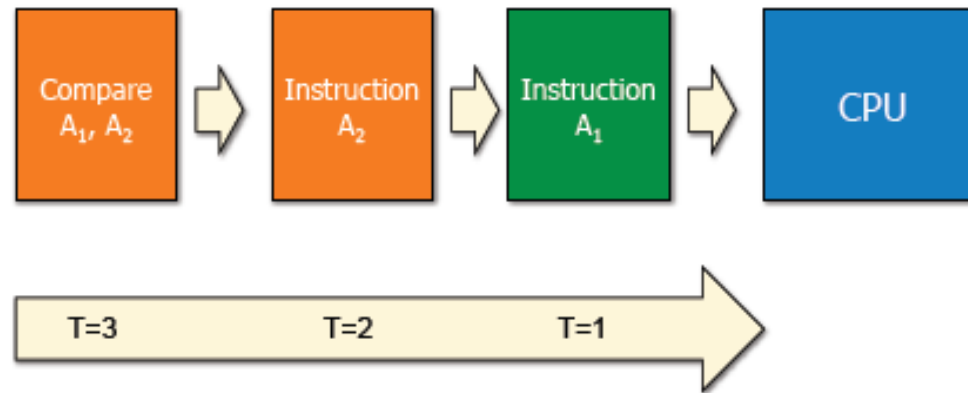 Compare
A₁, A₂
Instruction
A₂
Instruction
A₁
CPU
T=3
T=2
T=1